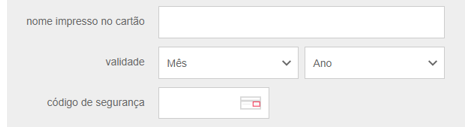 nome impresso no cartão
validade Mês Ano
código de segurança